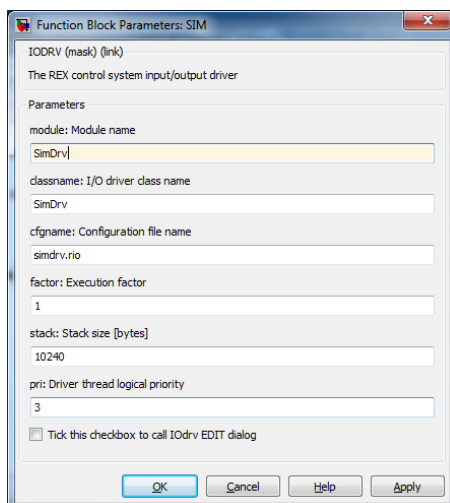 Function Block Parameters: SIM
IODRV (mask) (link)
The REX control system input/output driver
Parameters
module: Module name
SimDrv
classname: I/O driver class name
SimDrv
cfgname: Configuration file name
simdrv.rio
factor: Execution factor
1
stack: Stack size [bytes]
10240
pri: Driver thread logical priority
3
Tick this checkbox to call IOdrv EDIT dialog
OK Cancel Help Apply